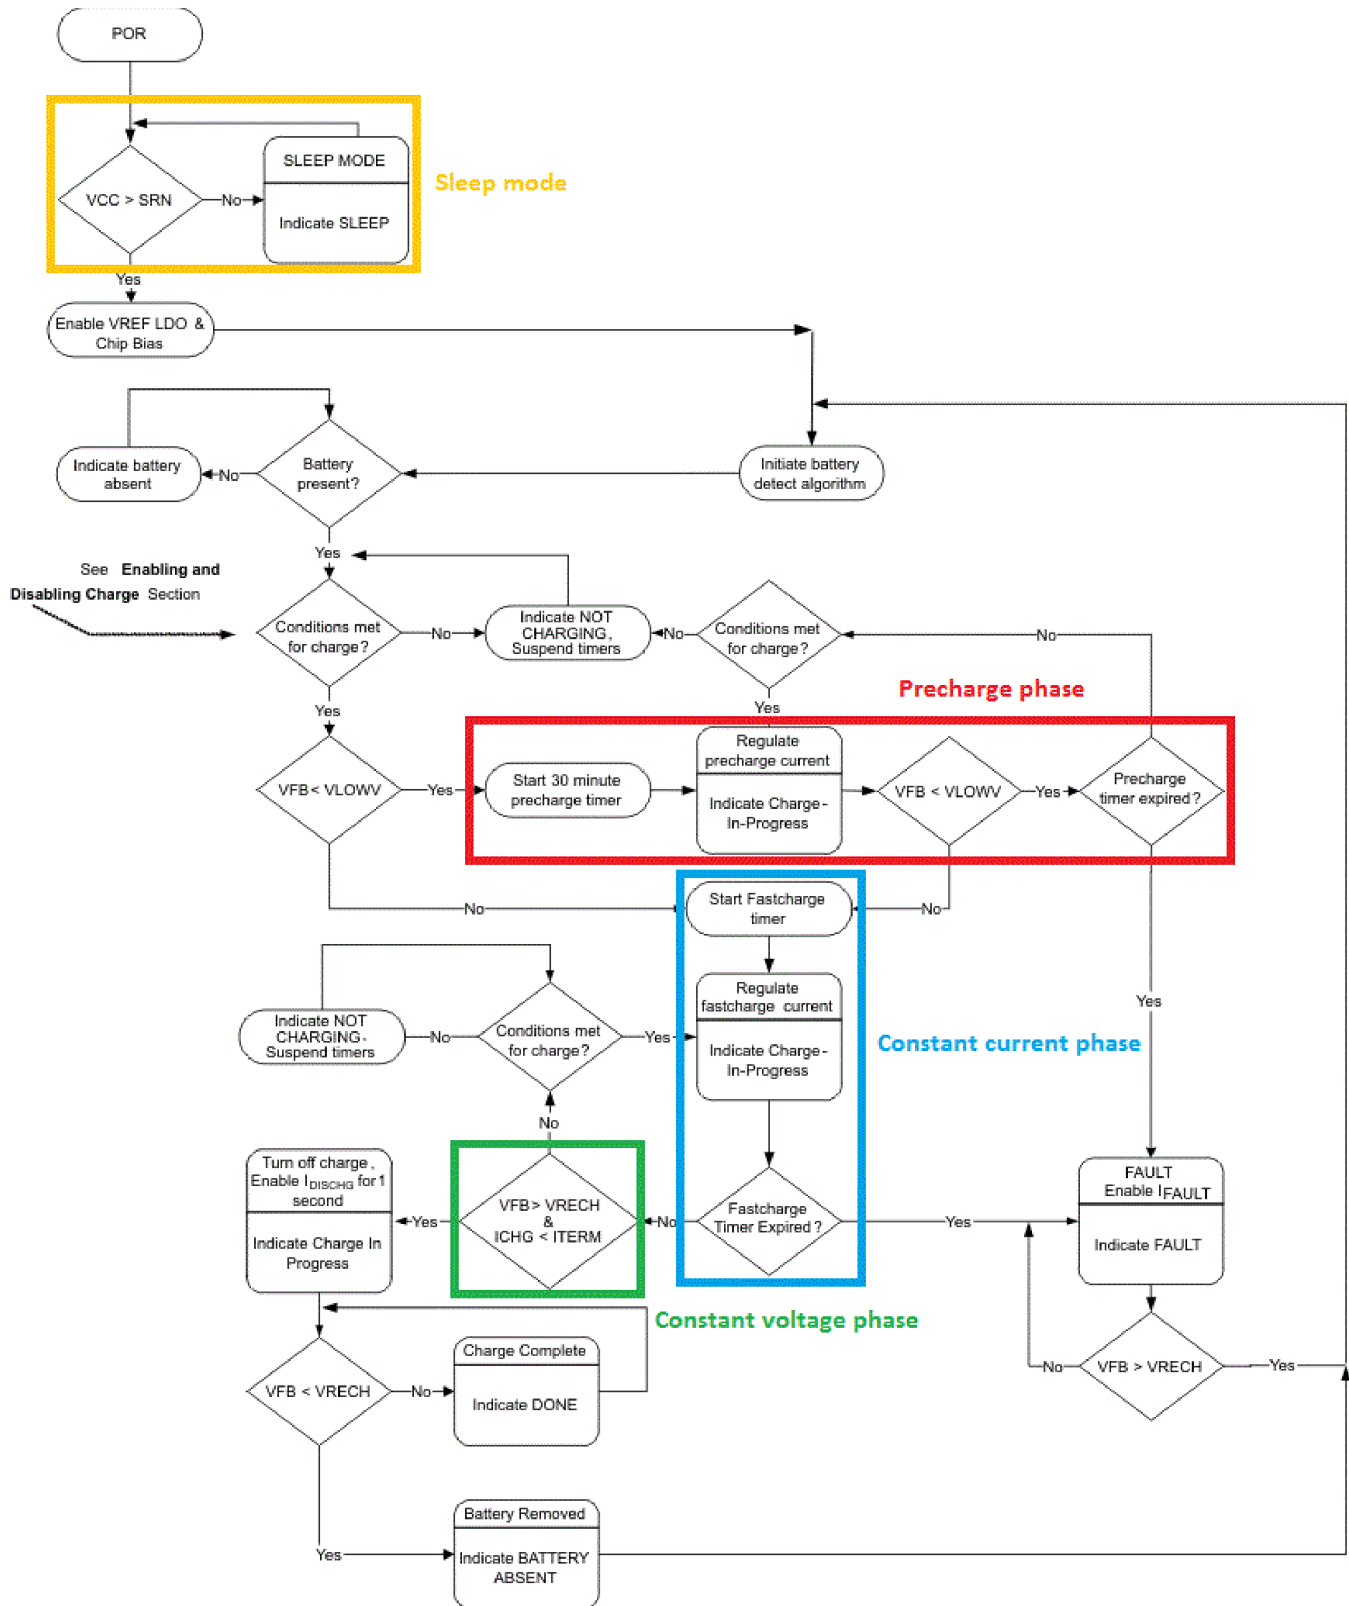 POR
VCC > SRN
No
SLEEP MODE
Indicate SLEEP
Sleep mode
Yes
Enable VREF LDO &
Chip Bias
Indicate battery
absent
No
Battery
present?
Initiate battery
detect algorithm
Yes
See Enabling and
Disabling Charge Section
Conditions met
for charge?
No
Indicate NOT
CHARGING,
Suspend timers
No
Conditions met
for charge?
No
Yes
Yes
Precharge phase
VFB < VLOWV
Yes
Start 30 minute
precharge timer
Regulate
precharge current
Indicate Charge-
In-Progress
VFB < VLOWV
Yes
Precharge
timer expired?
No
Start Fastcharge
timer
No
Yes
Indicate NOT
CHARGING-
Suspend timers
No
Conditions met
for charge?
Yes
Regulate
fastcharge current
Indicate Charge-
In-Progress
Constant current phase
No
Turn off charge,
Enable IDISCHG for 1
second
Indicate Charge In
Progress
Yes
VFB > VRECH
&
ICHG < ITERM
No
Fastcharge
Timer Expired?
Yes
FAULT
Enable IFAULT
Indicate FAULT
Constant voltage phase
VFB < VRECH
No
Charge Complete
Indicate DONE
No
VFB > VRECH
Yes
Yes
Battery Removed
Indicate BATTERY
ABSENT